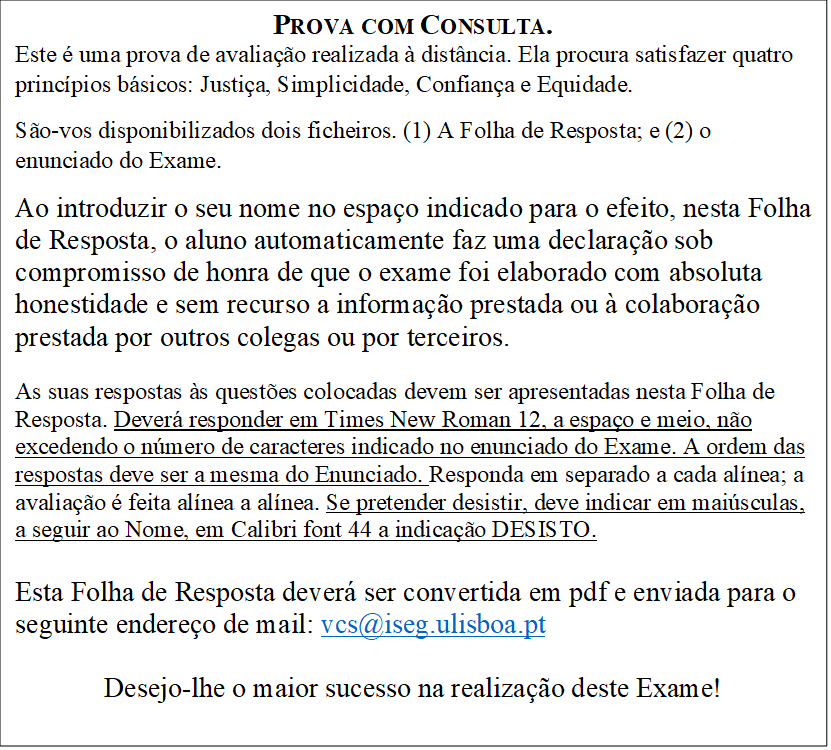 PROVA COM CONSULTA.
Este é uma prova de avaliação realizada à distância. Ela procura satisfazer quatro
princípios básicos: Justiça, Simplicidade, Confiança e Equidade.
São-vos disponibilizados dois ficheiros. (1) A Folha de Resposta; e (2) o
enunciado do Exame.
Ao introduzir o seu nome no espaço indicado para o efeito, nesta Folha
de Resposta, o aluno automaticamente faz uma declaração sob
compromisso de honra de que o exame foi elaborado com absoluta
honestidade e sem recurso a informação prestada ou à colaboração
prestada por outros colegas ou por terceiros.
As suas respostas às questões colocadas devem ser apresentadas nesta Folha de
Resposta. Deverá responder em Times New Roman 12, a espaço e meio, não
excedendo o número de caracteres indicado no enunciado do Exame. A ordem das
respostas deve ser a mesma do Enunciado. Responda em separado a cada alínea; a
avaliação é feita alínea a alínea. Se pretender desistir, deve indicar em maiúsculas,
a seguir ao Nome, em Calibri font 44 a indicação DESISTO.
Esta Folha de Resposta deverá ser convertida em pdf e enviada para o
seguinte endereço de mail: vcs@iseg.ulisboa.pt
Desejo-lhe o maior sucesso na realização deste Exame!